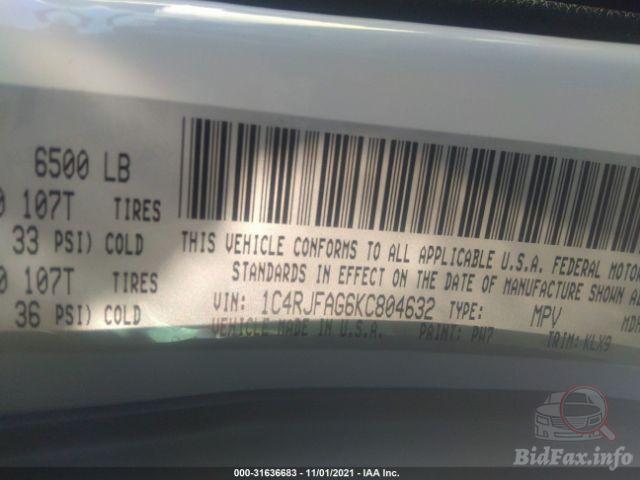 6500 LB
0 107T TIRES
33 PSI) COLD
0 107T TIRES
36 PSI) COLD
THIS VEHICLE CONFORMS TO ALL APPLICABLE U.S.A. FEDERAL MOTOR
STANDARDS IN EFFECT ON THE DATE OF MANUFACTURE SHOWN A
VIN: 1C4RJFAG6KC804632 TYPE: MPV
VEHICLE MADE IN U.S.A. PAINT: PW7 TRIM: KLX9
BidFax.info
000-31636683 - 11/01/2021 - IAA Inc.